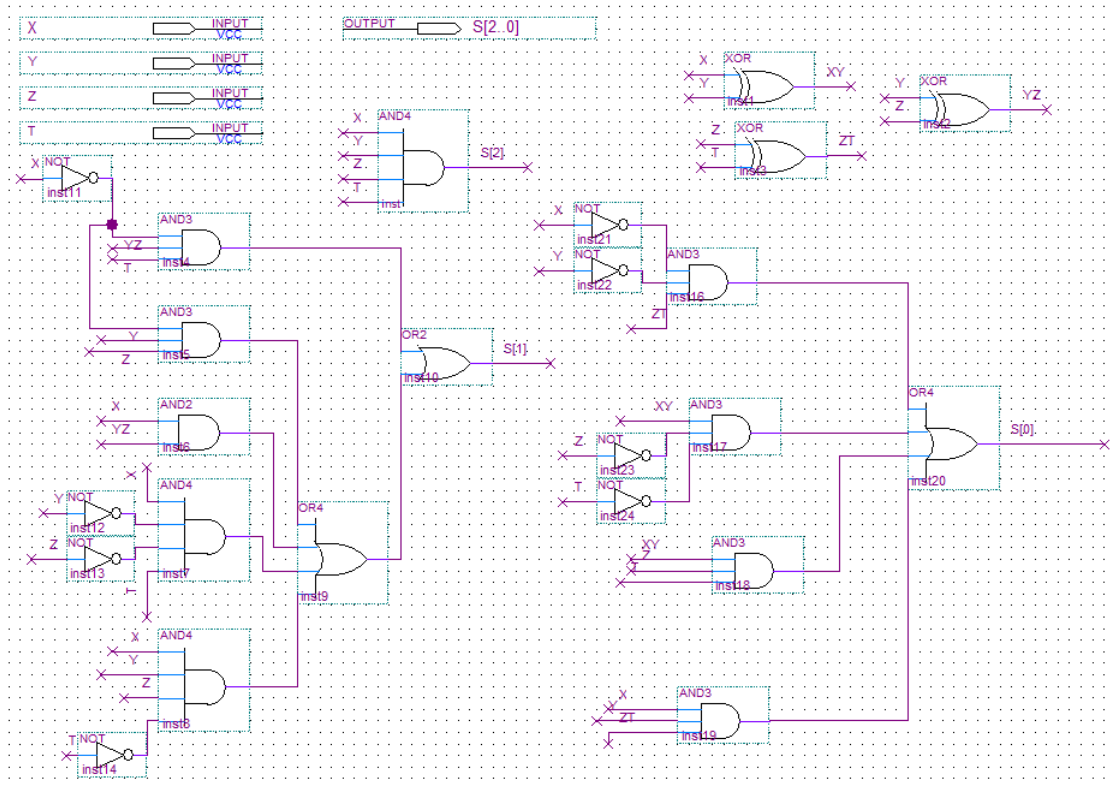 X INPUT VCC
OUTPUT S[2..0]
Y INPUT VCC
Z INPUT VCC
T INPUT VCC
X NOT inst11
X Y Z T AND4 inst S[2]
X Y XOR inst1 XY
Y Z XOR inst2 YZ
Z T XOR inst3 ZT
AND3 YZ T inst4
AND3 Y Z inst5
AND2 X YZ inst6
X AND4 T inst7
Y NOT inst12
Z NOT inst13
AND4 X Y Z inst8
T NOT inst14
OR4 inst9
OR2 inst10 S[1]
X NOT inst21
Y NOT inst22
AND3 ZT inst16
XY AND3 inst17
Z NOT inst23
T NOT inst24
XY Z T AND3 inst18
X Y ZT AND3 inst19
OR4 inst20 S[0]